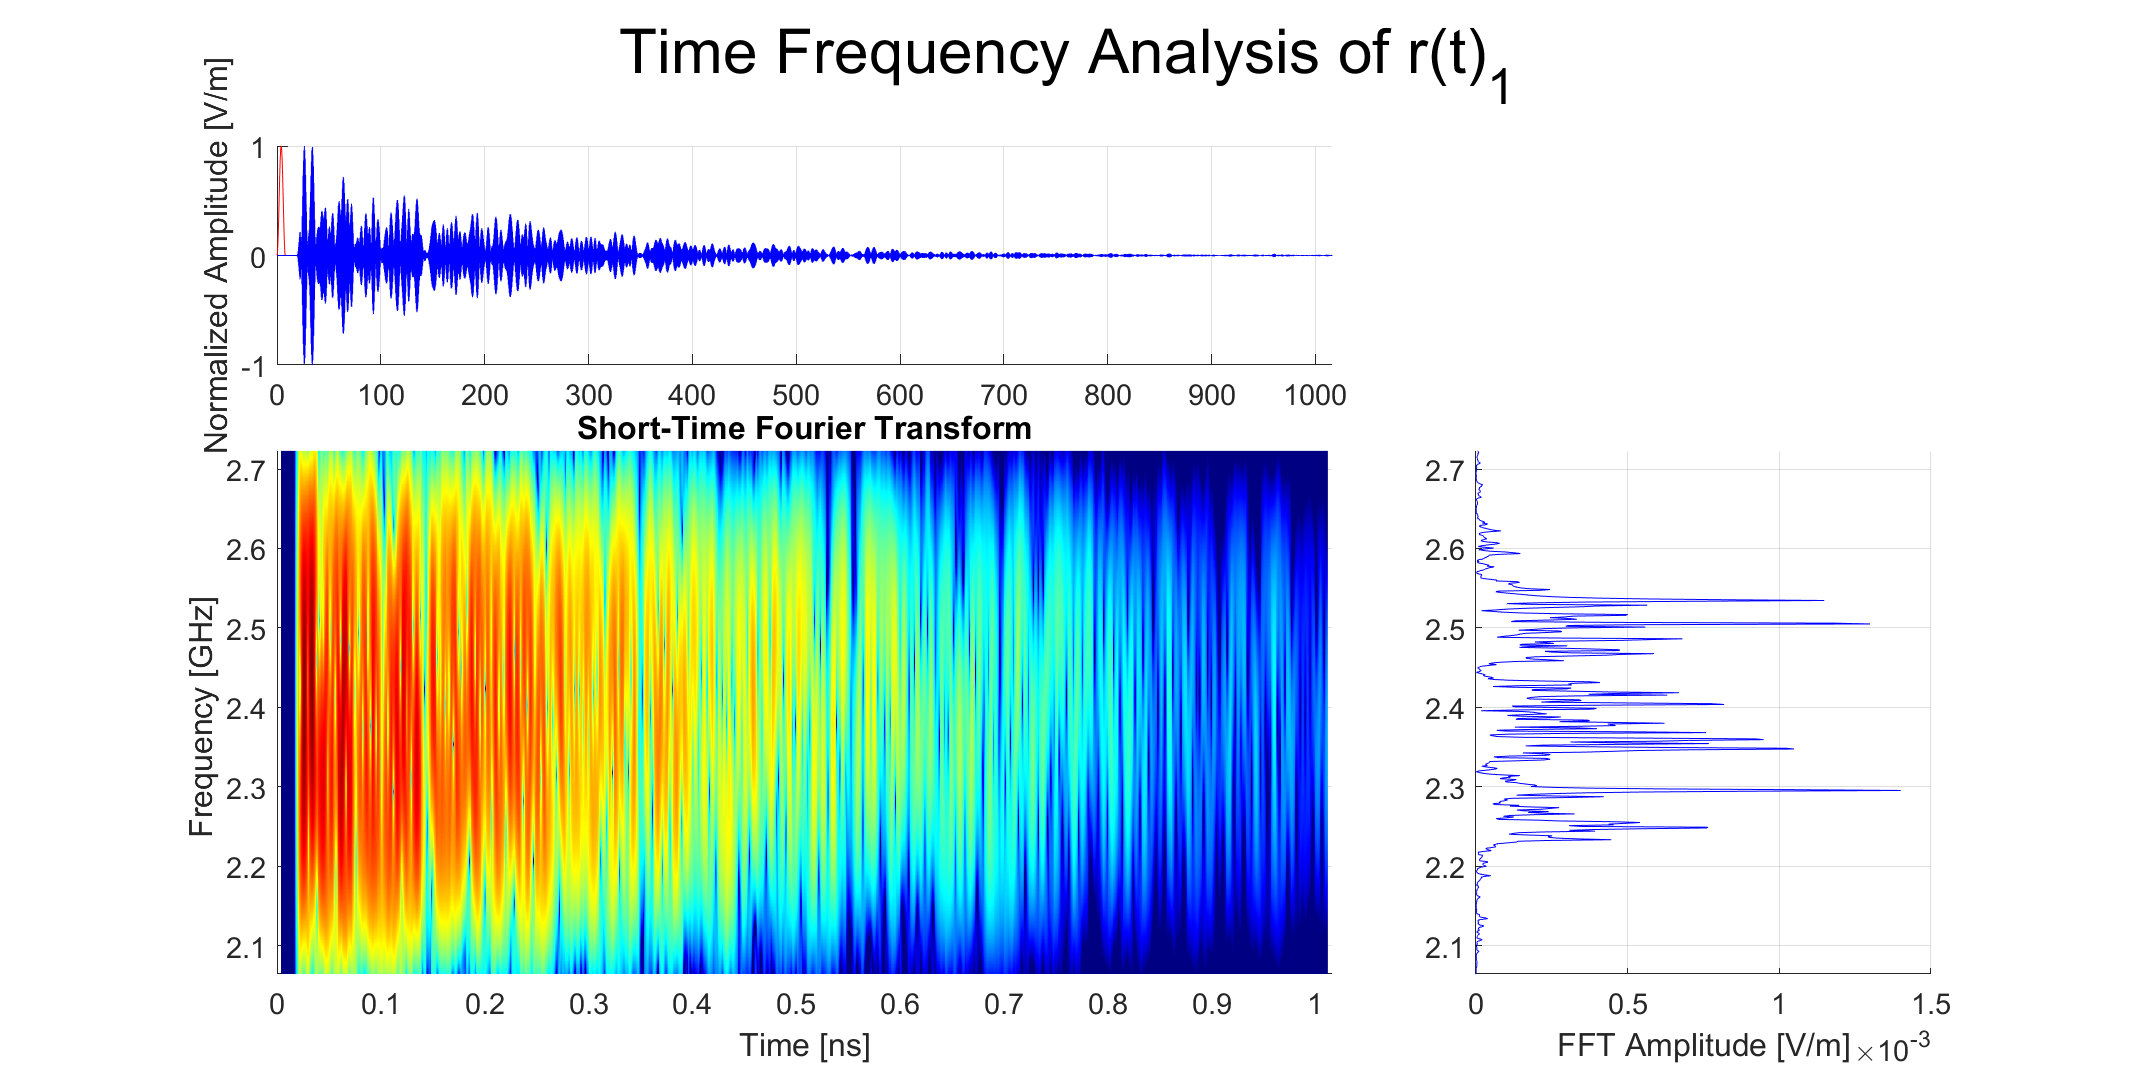 Time Frequency Analysis of r(t)₁
Normalized Amplitude [V/m]
1
0
-1
0 100 200 300 400 500 600 700 800 900 1000
Short-Time Fourier Transform
Frequency [GHz]
2.7
2.6
2.5
2.4
2.3
2.2
2.1
0 0.1 0.2 0.3 0.4 0.5 0.6 0.7 0.8 0.9 1
Time [ns]
2.7
2.6
2.5
2.4
2.3
2.2
2.1
0 0.5 1 1.5
FFT Amplitude [V/m] ×10⁻³